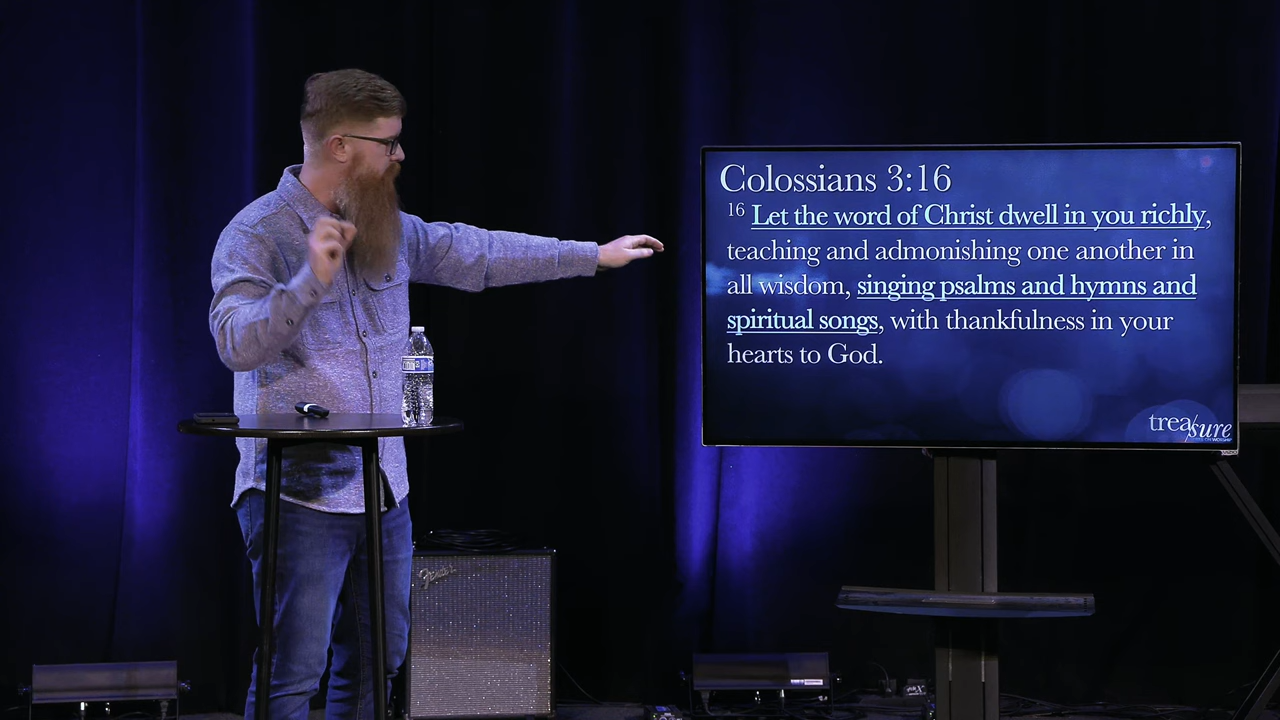 Colossians 3:16
16 Let the word of Christ dwell in you richly,
teaching and admonishing one another in
all wisdom, singing psalms and hymns and
spiritual songs, with thankfulness in your
hearts to God.
treasure
Fender